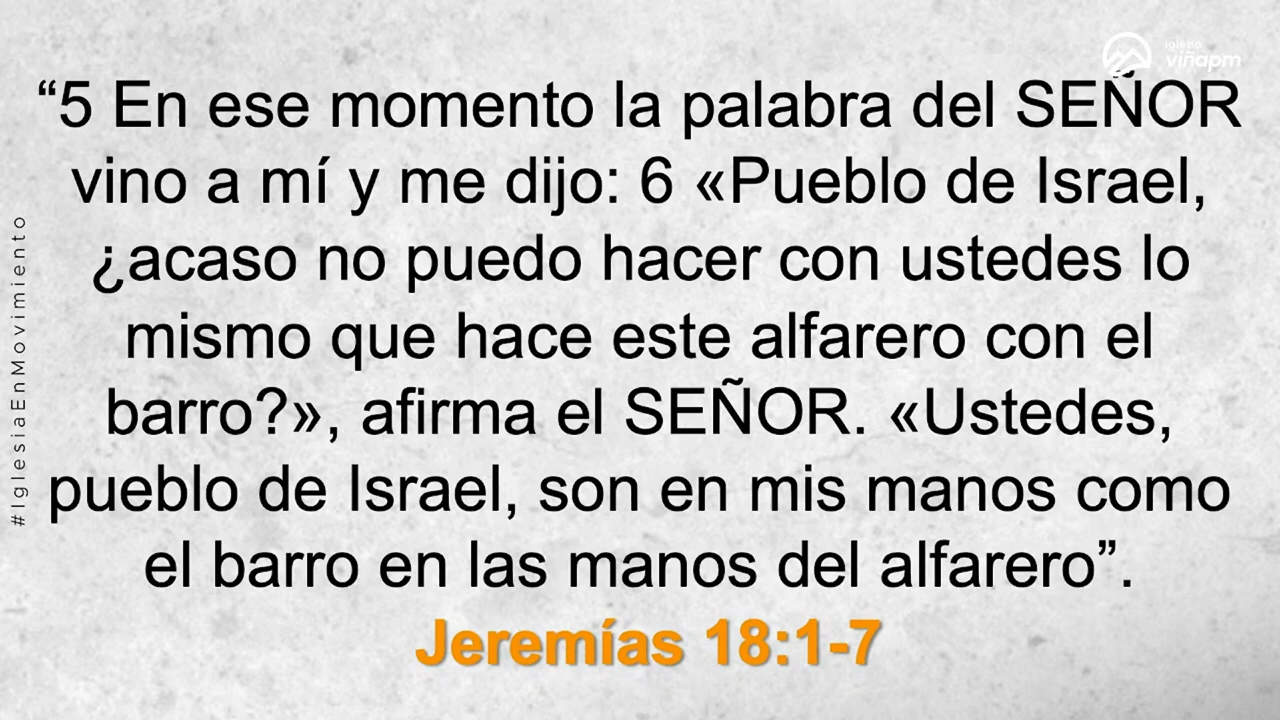 iglesia
viñapm
“5 En ese momento la palabra del SEÑOR
vino a mí y me dijo: 6 «Pueblo de Israel,
¿acaso no puedo hacer con ustedes lo
mismo que hace este alfarero con el
barro?», afirma el SEÑOR. «Ustedes,
pueblo de Israel, son en mis manos como
el barro en las manos del alfarero”.
Jeremías 18:1-7
#IglesiaEnMovimiento